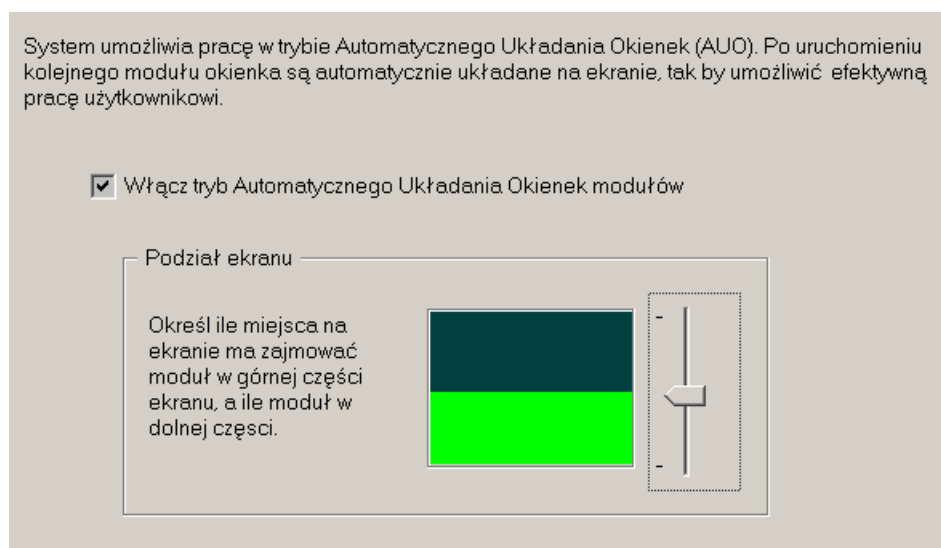 System umożliwia pracę w trybie Automatycznego Układania Okienek (AUO). Po uruchomieniu
kolejnego modułu okienka są automatycznie układane na ekranie, tak by umożliwić efektywną
pracę użytkownikowi.
Włącz tryb Automatycznego Układania Okienek modułów
Podział ekranu
Określ ile miejsca na
ekranie ma zajmować
moduł w górnej części
ekranu, a ile moduł w
dolnej częsci.